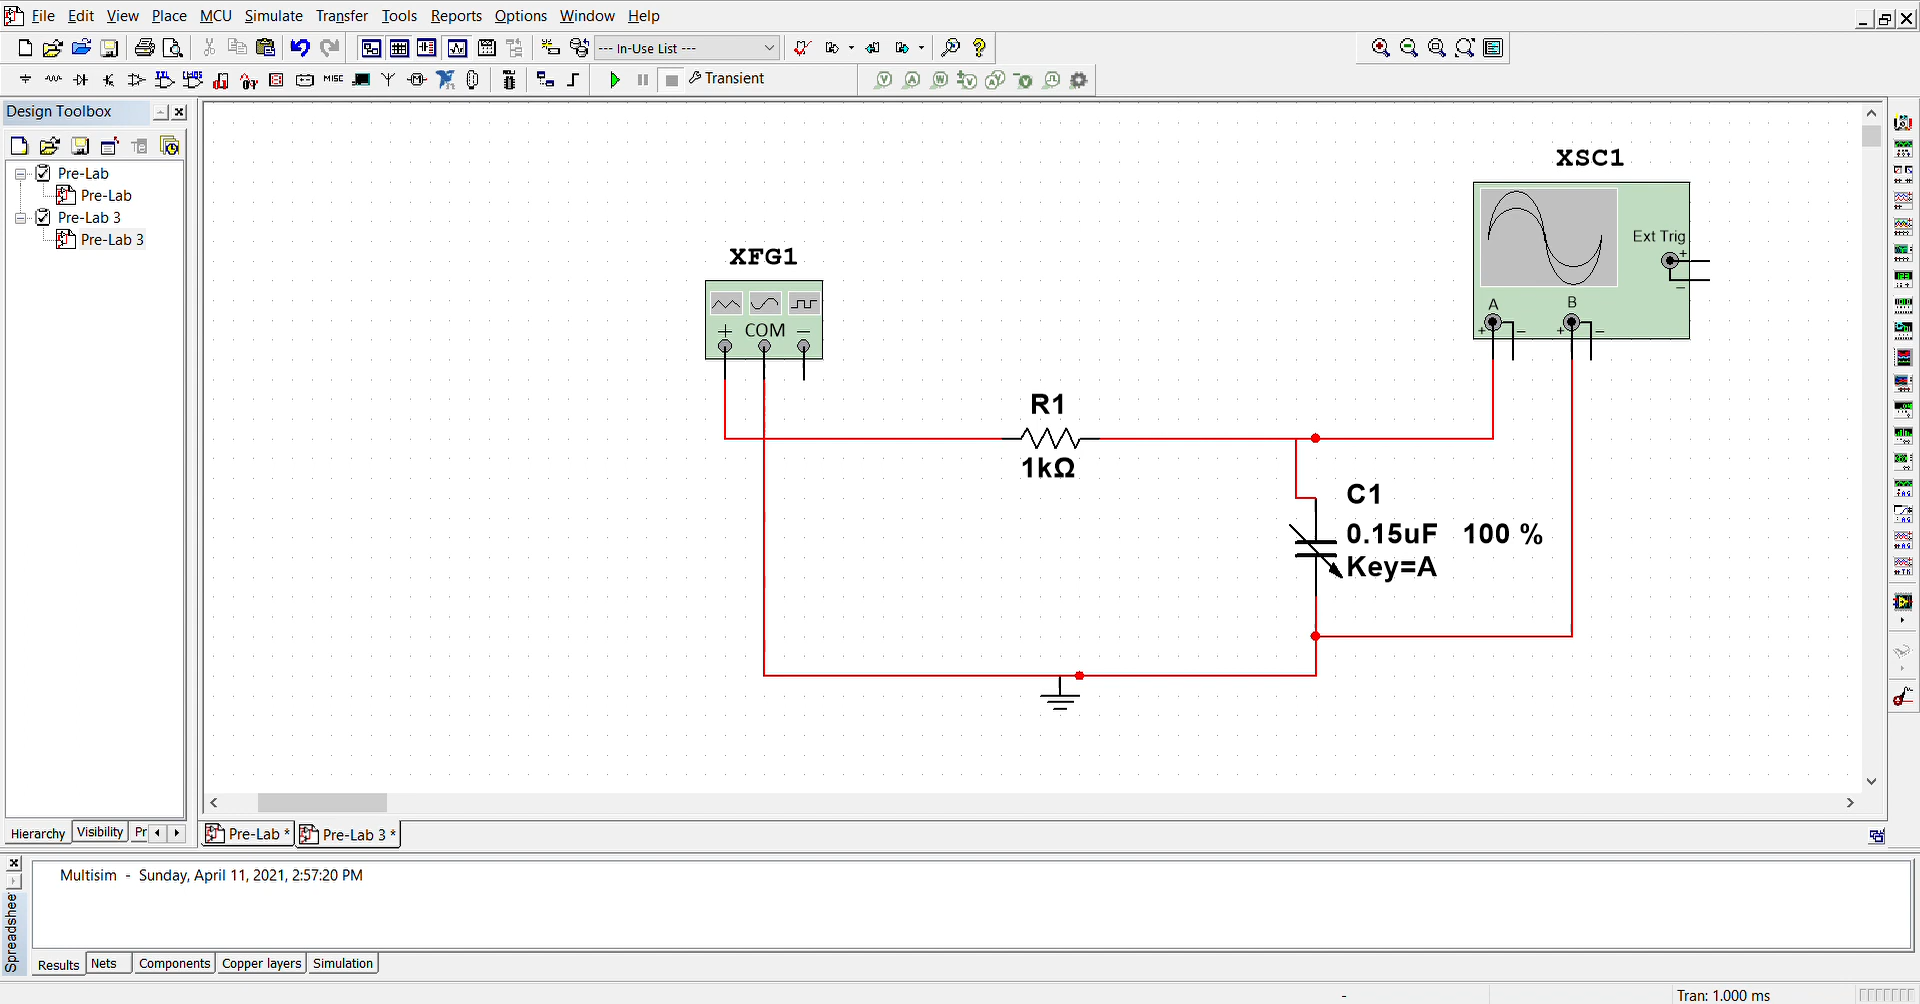 File Edit View Place MCU Simulate Transfer Tools Reports Options Window Help
--- In-Use List ---
MISC Transient
Design Toolbox
Pre-Lab
Pre-Lab
Pre-Lab 3
Pre-Lab 3
XSC1
Ext Trig
+
−
A B
+ − + −
XFG1
+ COM −
R1
1kΩ
C1
0.15uF 100 %
Key=A
Hierarchy Visibility Pr
Pre-Lab * Pre-Lab 3 *
Multisim - Sunday, April 11, 2021, 2:57:20 PM
Spreadshee
Results Nets Components Copper layers Simulation
- Tran: 1.000 ms